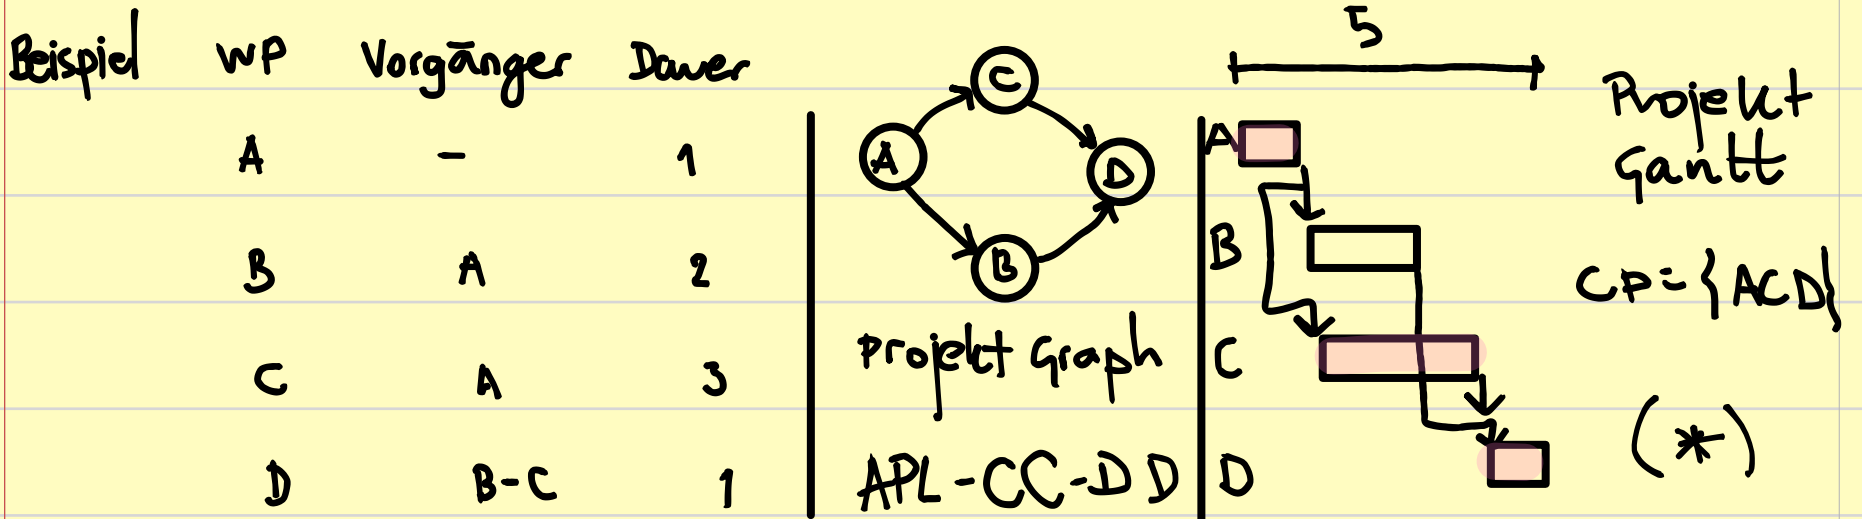 Beispiel WP Vorgänger Dauer
A - 1
B A 2
C A 3
D B-C 1
C
A
D
B
Projekt Graph
APL-CC-DD
5
A
B
C
D
Projekt
Gantt
CP={ACD}
(*)